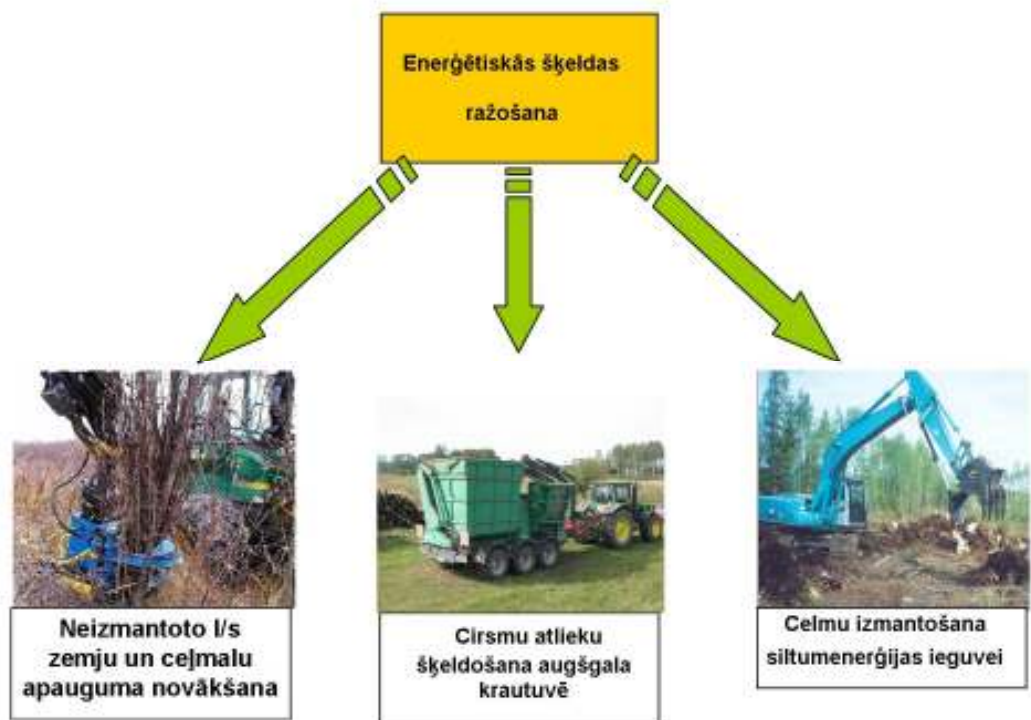 Enerģētiskās šķeldas
ražošana
Neizmantoto l/s
zemju un ceļmalu
apauguma novākšana
Cirsmu atlieku
šķeldošana augšgala
krautuvē
Celmu izmantošana
siltumenerģijas ieguvei